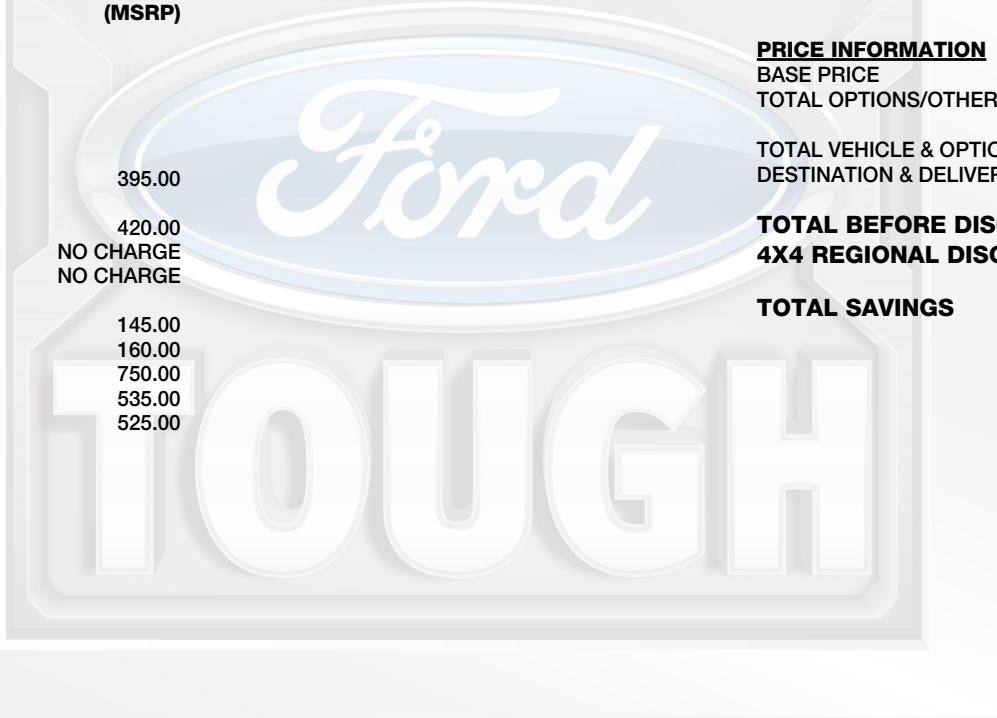 (MSRP)
395.00
420.00
NO CHARGE
NO CHARGE
145.00
160.00
750.00
535.00
525.00
PRICE INFORMATION
BASE PRICE
TOTAL OPTIONS/OTHER
TOTAL VEHICLE & OPTIO
DESTINATION & DELIVER
TOTAL BEFORE DISC
4X4 REGIONAL DISC
TOTAL SAVINGS
Ford
TOUGH